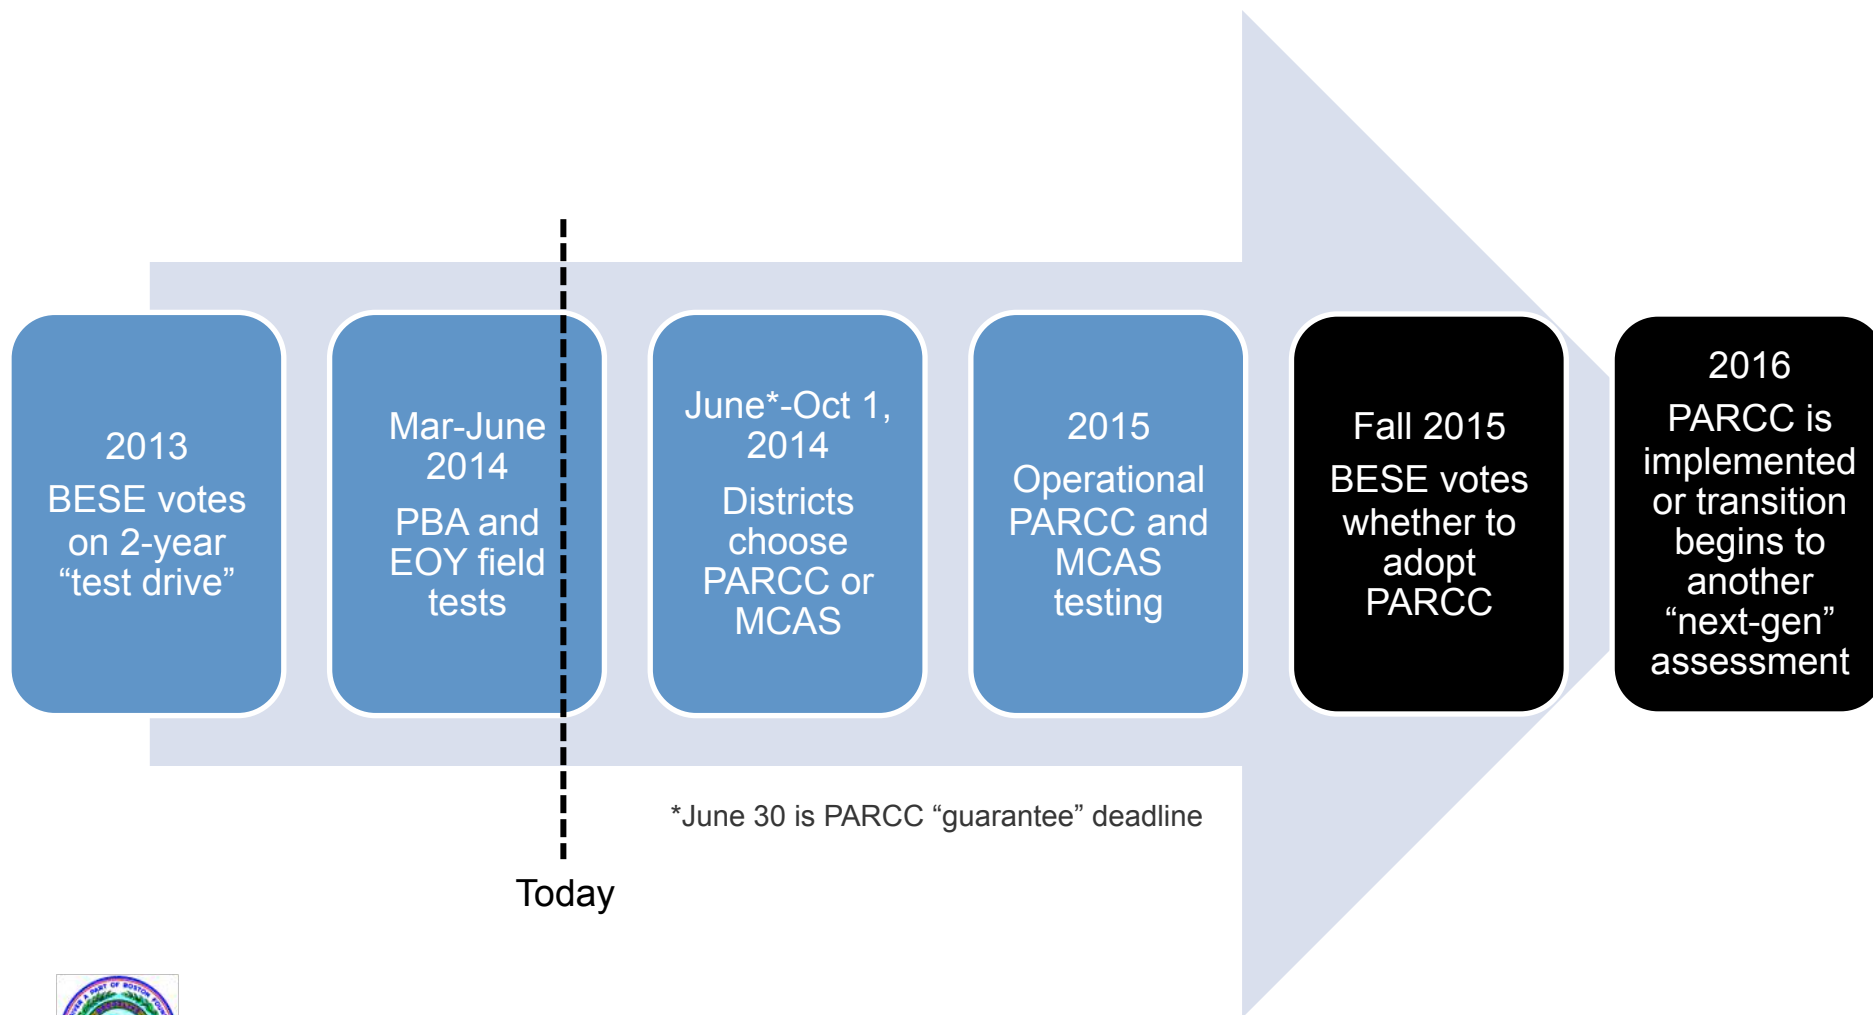 2013
BESE votes
on 2-year
“test drive”
Mar-June
2014
PBA and
EOY field
tests
June*-Oct 1,
2014
Districts
choose
PARCC or
MCAS
2015
Operational
PARCC and
MCAS
testing
Fall 2015
BESE votes
whether to
adopt
PARCC
2016
PARCC is
implemented
or transition
begins to
another
“next-gen”
assessment
*June 30 is PARCC “guarantee” deadline
Today
A PART OF BOSTON